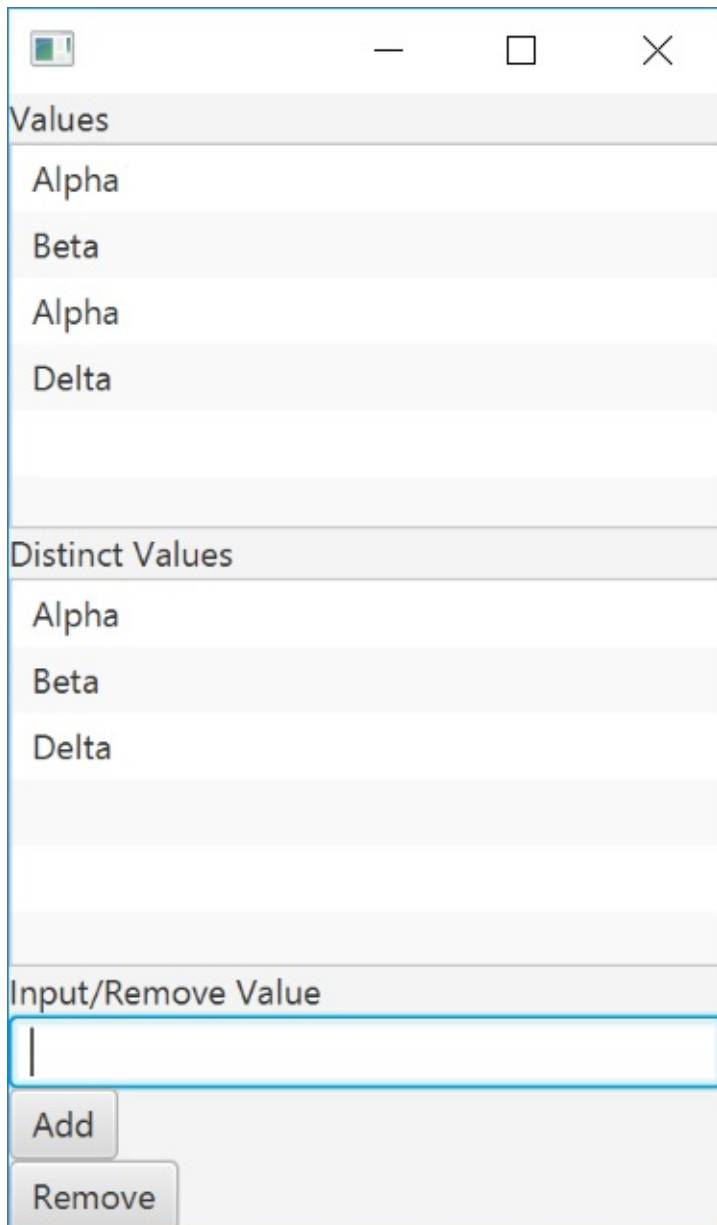 Values
Alpha
Beta
Alpha
Delta
Distinct Values
Alpha
Beta
Delta
Input/Remove Value
Add
Remove